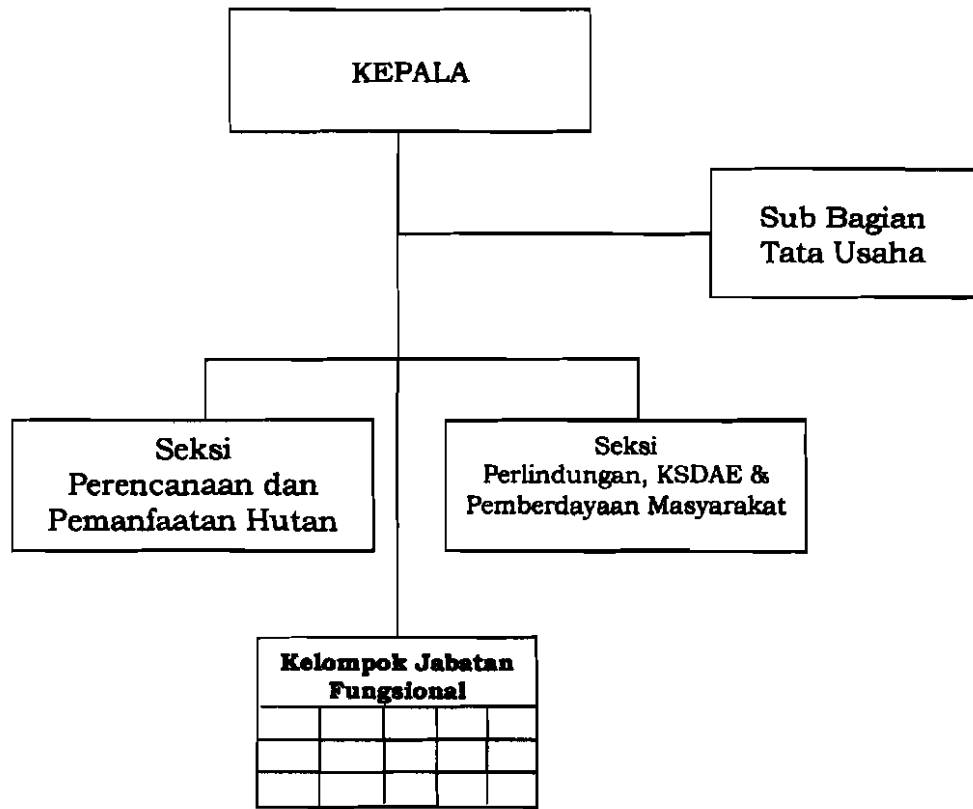 KEPALA
Sub Bagian
Tata Usaha
Seksi
Perencanaan dan
Pemanfaatan Hutan
Seksi
Perlindungan, KSDAE &
Pemberdayaan Masyarakat
Kelompok Jabatan
Fungsional